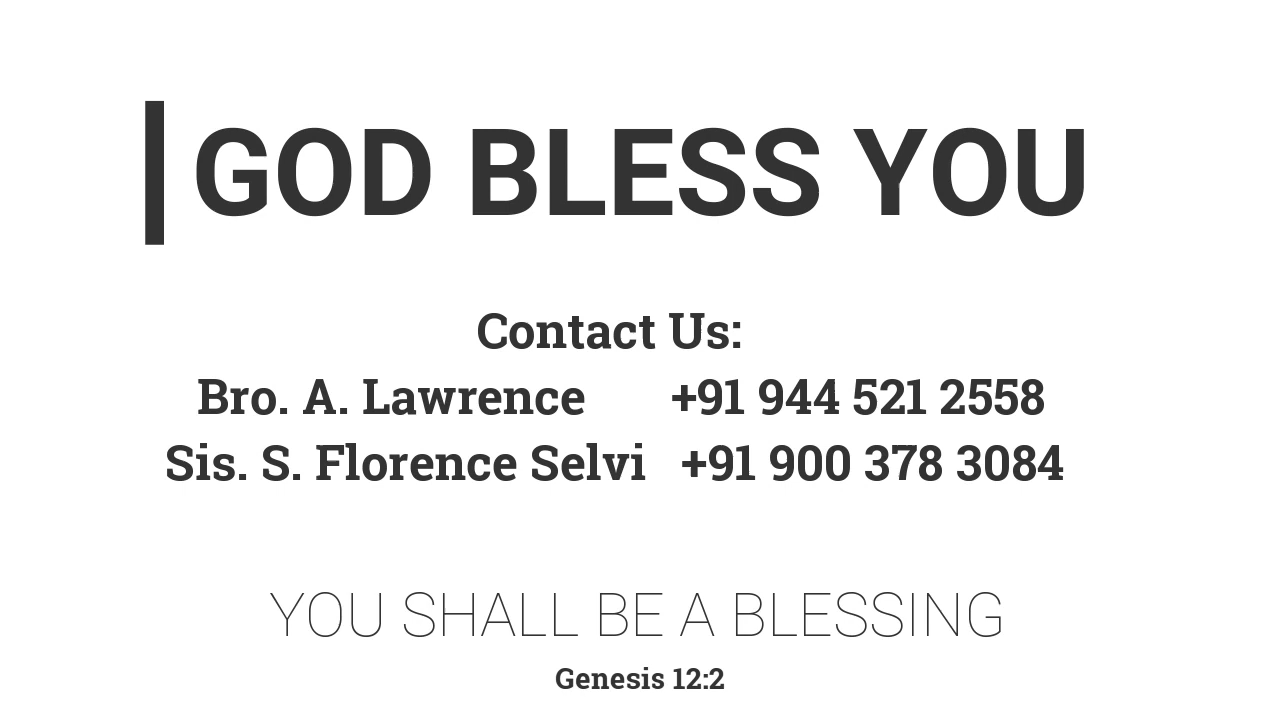 GOD BLESS YOU
Contact Us:
Bro. A. Lawrence +91 944 521 2558
Sis. S. Florence Selvi +91 900 378 3084
YOU SHALL BE A BLESSING
Genesis 12:2